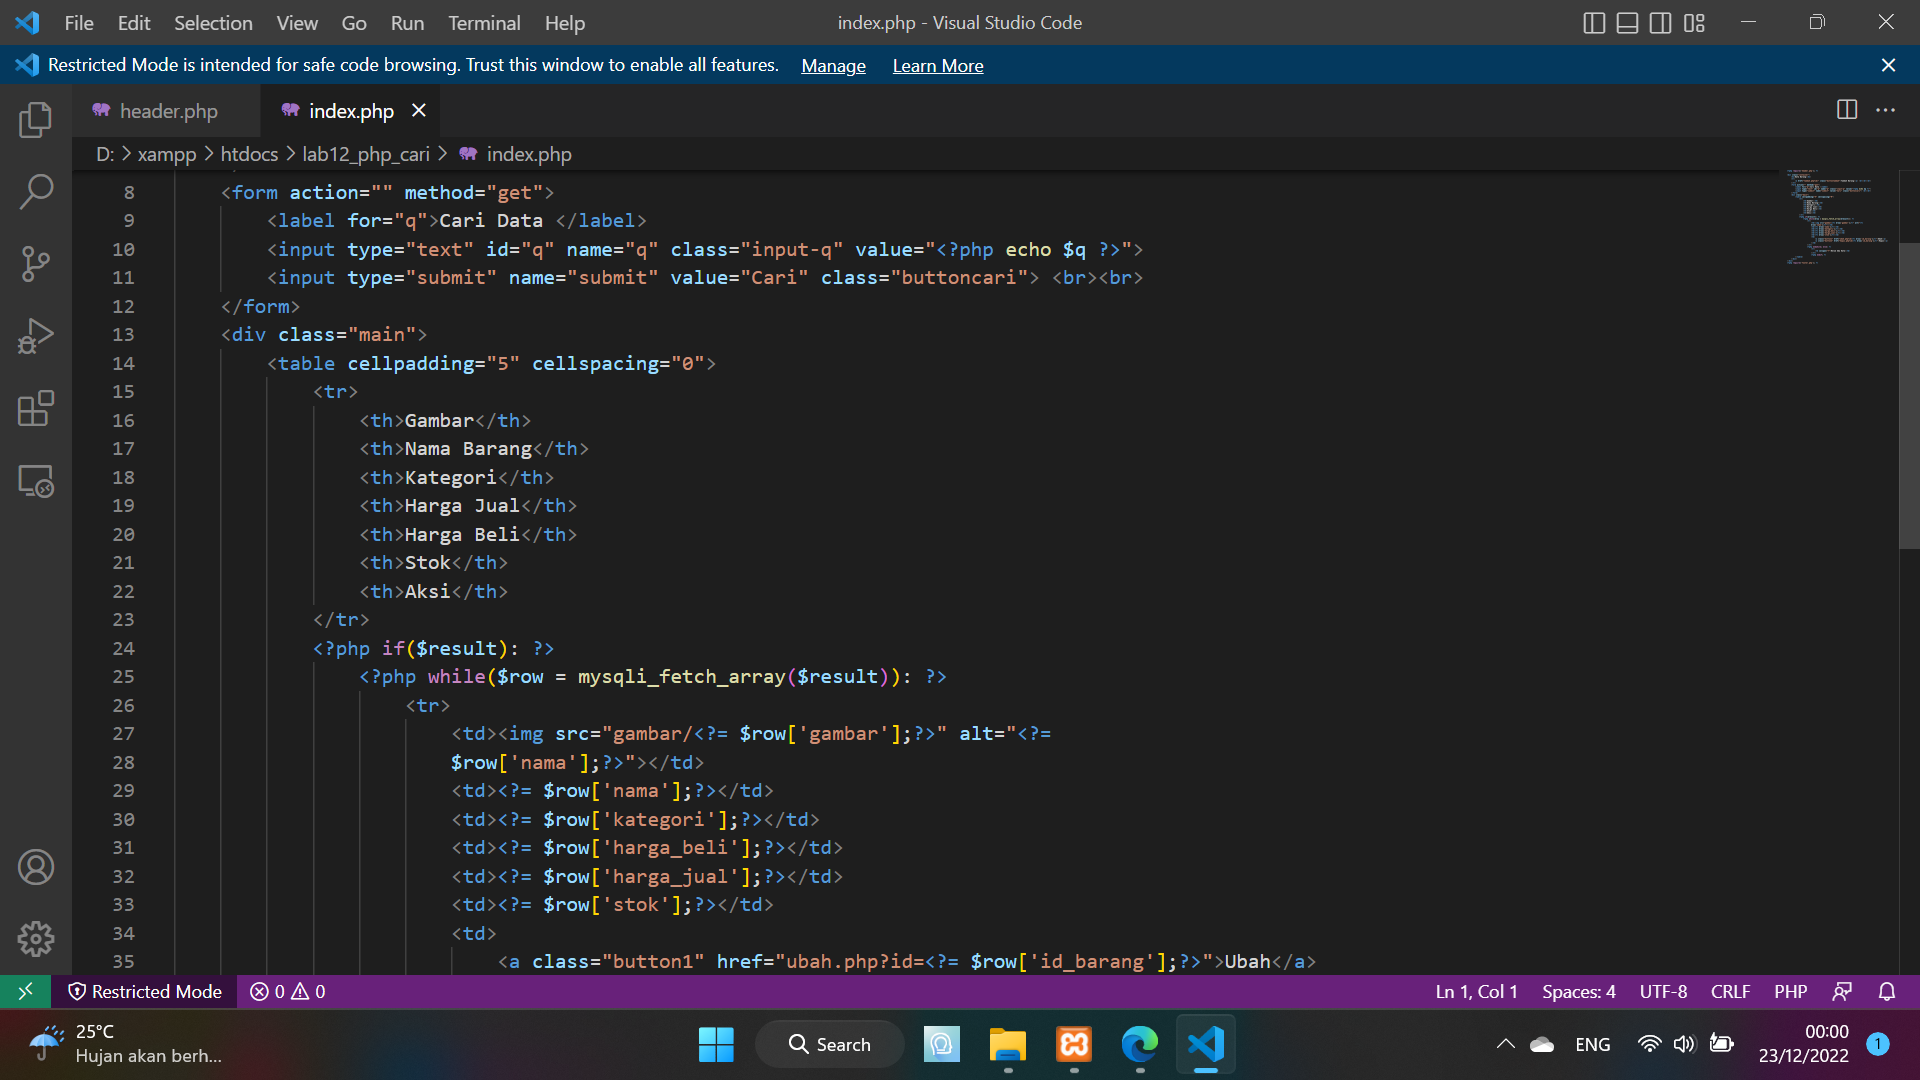 File Edit Selection View Go Run Terminal Help index.php - Visual Studio Code
Restricted Mode is intended for safe code browsing. Trust this window to enable all features. Manage Learn More
header.php index.php
D: > xampp > htdocs > lab12_php_cari > index.php
8 <form action="" method="get">
9 <label for="q">Cari Data </label>
10 <input type="text" id="q" name="q" class="input-q" value="<?php echo $q ?>">
11 <input type="submit" name="submit" value="Cari" class="buttoncari"> <br><br>
12 </form>
13 <div class="main">
14 <table cellpadding="5" cellspacing="0">
15 <tr>
16 <th>Gambar</th>
17 <th>Nama Barang</th>
18 <th>Kategori</th>
19 <th>Harga Jual</th>
20 <th>Harga Beli</th>
21 <th>Stok</th>
22 <th>Aksi</th>
23 </tr>
24 <?php if($result): ?>
25 <?php while($row = mysqli_fetch_array($result)): ?>
26 <tr>
27 <td><img src="gambar/<?= $row['gambar'];?>" alt="<?=
28 $row['nama'];?>"></td>
29 <td><?= $row['nama'];?></td>
30 <td><?= $row['kategori'];?></td>
31 <td><?= $row['harga_beli'];?></td>
32 <td><?= $row['harga_jual'];?></td>
33 <td><?= $row['stok'];?></td>
34 <td>
35 <a class="button1" href="ubah.php?id=<?= $row['id_barang'];?>">Ubah</a>
Restricted Mode 0 0 Ln 1, Col 1 Spaces: 4 UTF-8 CRLF PHP
25°C
Hujan akan berh...
Search
ENG
00:00
23/12/2022
1